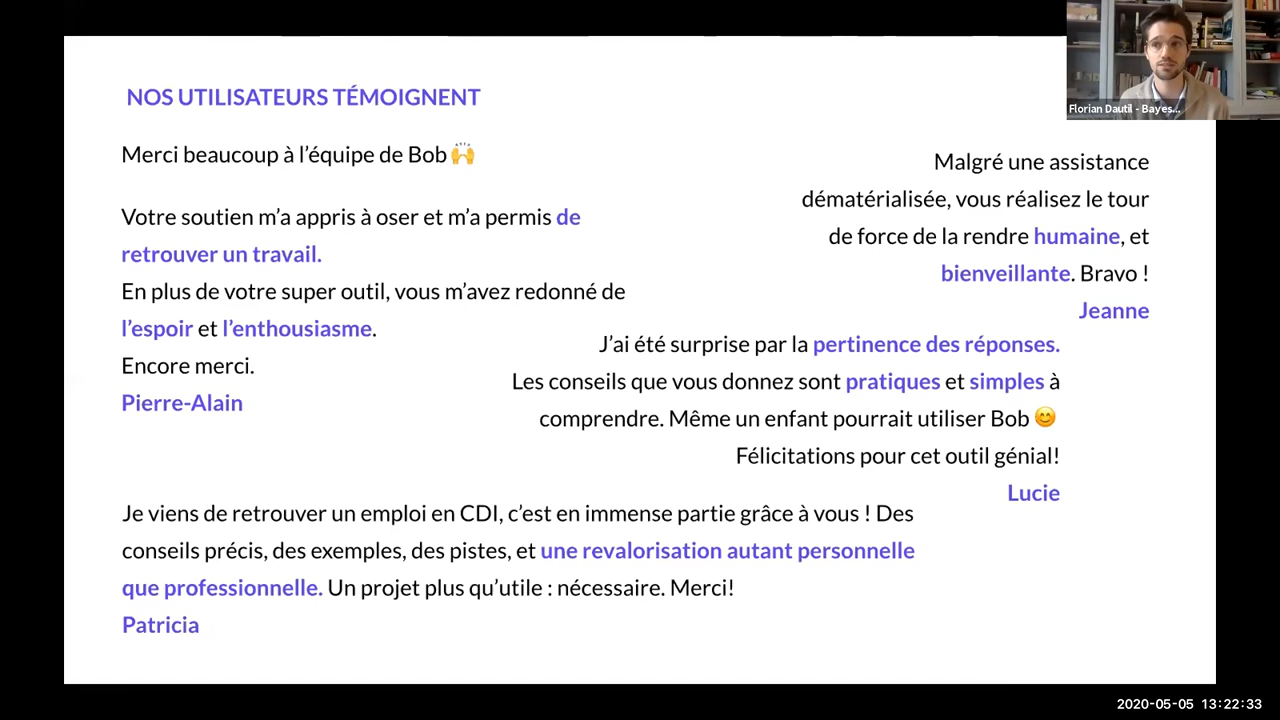 Florian Dautil - Bayes...
NOS UTILISATEURS TÉMOIGNENT
Merci beaucoup à l’équipe de Bob 🙌
Votre soutien m’a appris à oser et m’a permis de
retrouver un travail.
En plus de votre super outil, vous m’avez redonné de
l’espoir et l’enthousiasme.
Encore merci.
Pierre-Alain
Malgré une assistance
dématérialisée, vous réalisez le tour
de force de la rendre humaine, et
bienveillante. Bravo !
Jeanne
J’ai été surprise par la pertinence des réponses.
Les conseils que vous donnez sont pratiques et simples à
comprendre. Même un enfant pourrait utiliser Bob 😊
Félicitations pour cet outil génial!
Lucie
Je viens de retrouver un emploi en CDI, c’est en immense partie grâce à vous ! Des
conseils précis, des exemples, des pistes, et une revalorisation autant personnelle
que professionnelle. Un projet plus qu’utile : nécessaire. Merci!
Patricia
2020-05-05 13:22:33